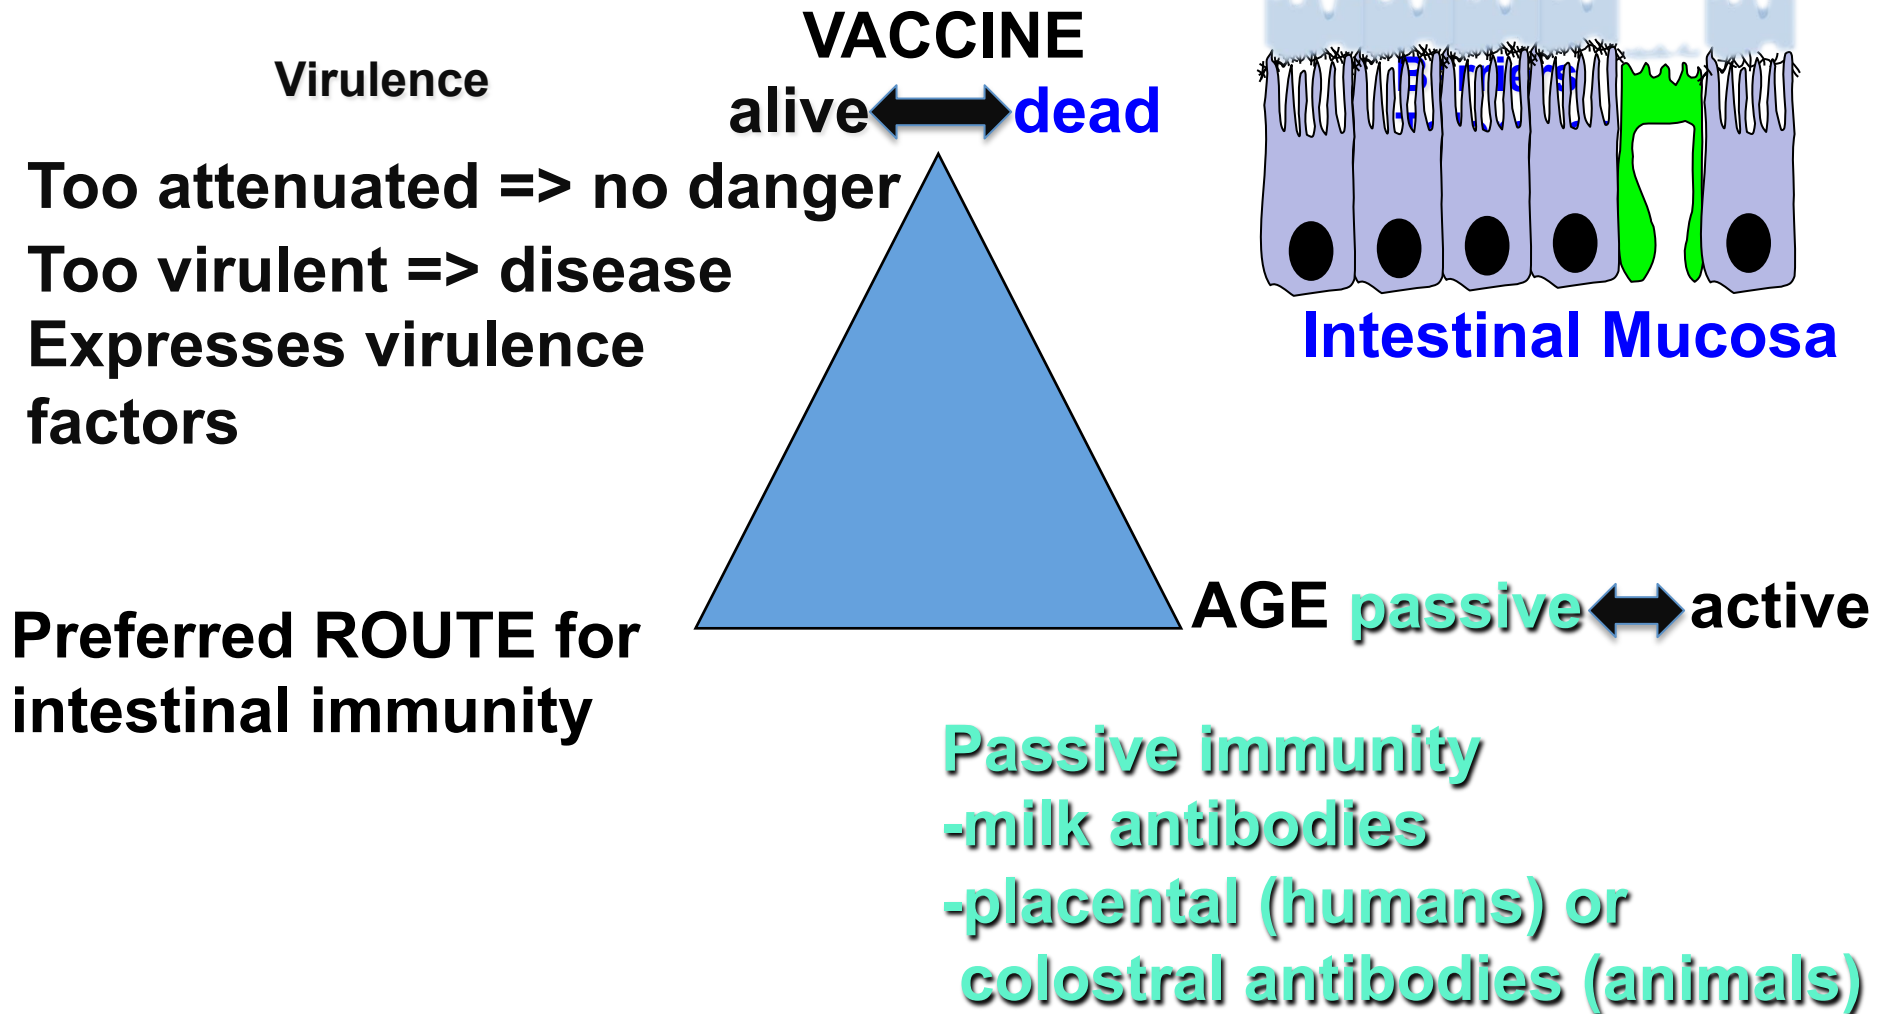 VACCINE
alive dead
Virulence
Too attenuated => no danger
Too virulent => disease
Expresses virulence
factors
Intestinal Mucosa
Preferred ROUTE for
intestinal immunity
AGE passive active
Passive immunity
-milk antibodies
-placental (humans) or
colostral antibodies (animals)